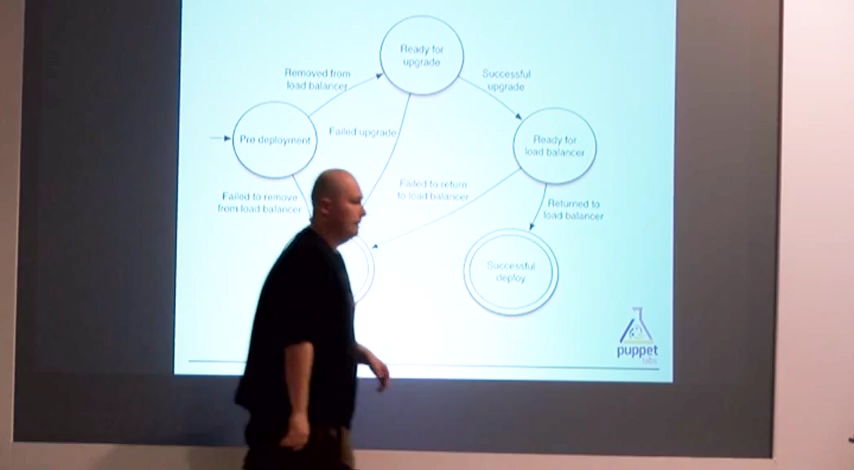 Ready for
upgrade
Removed from
load balancer
Successful
upgrade
Pre deployment
Failed upgrade
Ready for
load balancer
Failed to remove
from load balancer
Failed to return
to load balancer
Returned to
load balancer
Successful
deploy
puppet
labs